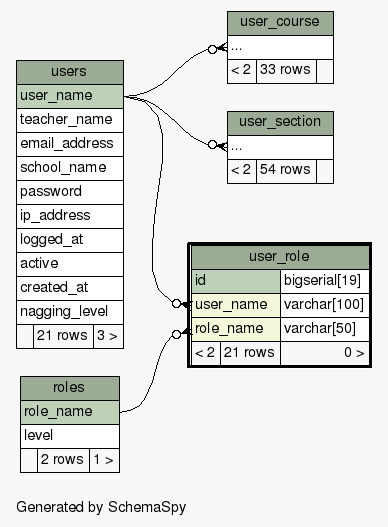 user_course
...
< 2 33 rows
users
user_name
teacher_name
email_address
school_name
password
ip_address
logged_at
active
created_at
nagging_level
21 rows 3 >
user_section
...
< 2 54 rows
user_role
id bigserial[19]
user_name varchar[100]
role_name varchar[50]
< 2 21 rows 0 >
roles
role_name
level
2 rows 1 >
Generated by SchemaSpy